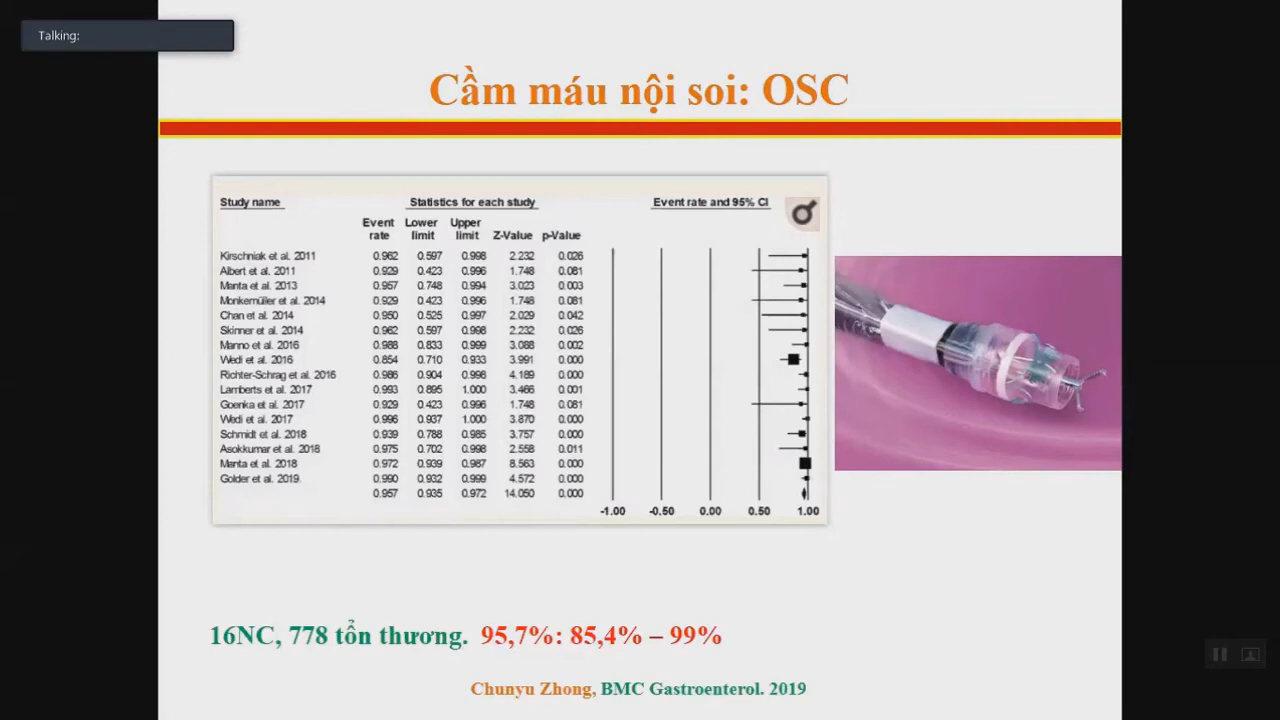 Talking:
Cầm máu nội soi: OSC
Study name Statistics for each study Event rate and 95% CI
Event Lower Upper
rate limit limit Z-Value p-Value
Kirschniak et al. 2011 0.962 0.597 0.998 2.232 0.026
Albert et al. 2011 0.929 0.423 0.996 1.748 0.081
Manta et al. 2013 0.957 0.748 0.994 3.023 0.003
Monkemüller et al. 2014 0.929 0.423 0.996 1.748 0.081
Chan et al. 2014 0.950 0.525 0.997 2.029 0.042
Skinner et al. 2014 0.962 0.597 0.998 2.232 0.026
Manno et al. 2016 0.988 0.833 0.999 3.088 0.002
Wedi et al. 2016 0.854 0.710 0.933 3.991 0.000
Richter-Schrag et al. 2016 0.986 0.904 0.998 4.189 0.000
Lamberts et al. 2017 0.993 0.895 1.000 3.466 0.001
Goenka et al. 2017 0.929 0.423 0.996 1.748 0.081
Wedi et al. 2017 0.996 0.937 1.000 3.870 0.000
Schmidt et al. 2018 0.939 0.788 0.985 3.757 0.000
Asokkumar et al. 2018 0.975 0.702 0.998 2.558 0.011
Manta et al. 2018 0.972 0.939 0.987 8.563 0.000
Golder et al. 2019. 0.990 0.932 0.999 4.572 0.000
0.957 0.935 0.972 14.050 0.000
-1.00 -0.50 0.00 0.50 1.00
16NC, 778 tổn thương. 95,7%: 85,4% – 99%
Chunyu Zhong, BMC Gastroenterol. 2019